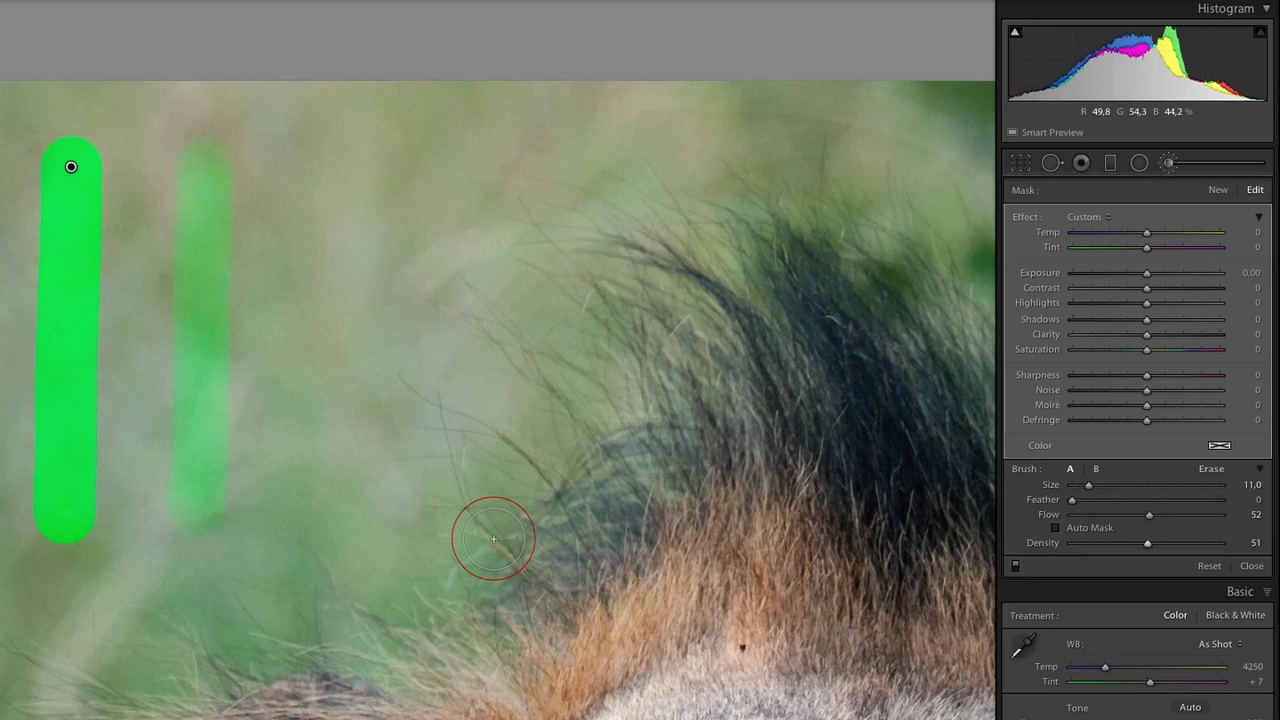 Histogram
R 49,8 G 54,3 B 44,2 %
Smart Preview
Mask : New Edit
Effect : Custom
Temp 0
Tint 0
Exposure 0,00
Contrast 0
Highlights 0
Shadows 0
Clarity 0
Saturation 0
Sharpness 0
Noise 0
Moiré 0
Defringe 0
Color
Brush : A B Erase
Size 11,0
Feather 0
Flow 52
Auto Mask
Density 51
Reset Close
Basic
Treatment : Color Black & White
WB : As Shot
Temp 4250
Tint + 7
Tone Auto